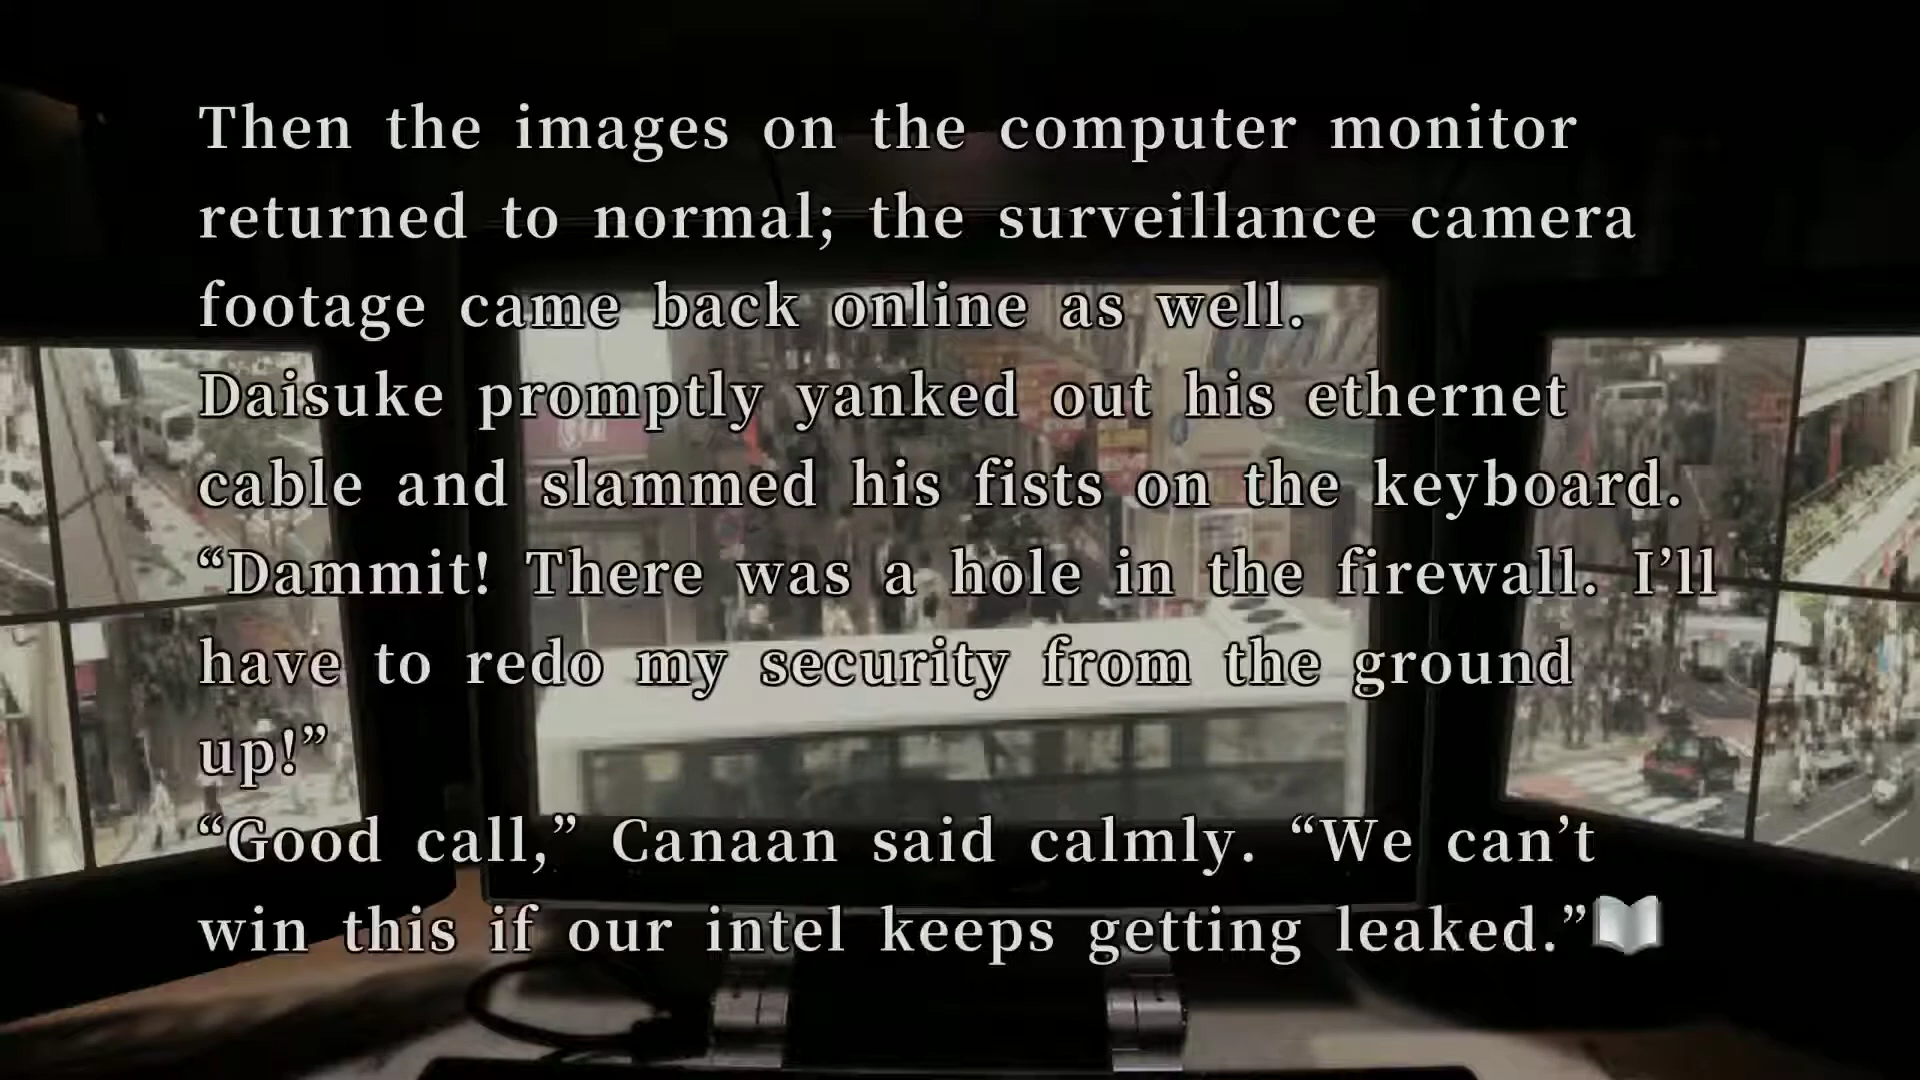 Then the images on the computer monitor
returned to normal; the surveillance camera
footage came back online as well.
Daisuke promptly yanked out his ethernet
cable and slammed his fists on the keyboard.
“Dammit! There was a hole in the firewall. I’ll
have to redo my security from the ground
up!”
“Good call,” Canaan said calmly. “We can’t
win this if our intel keeps getting leaked.”